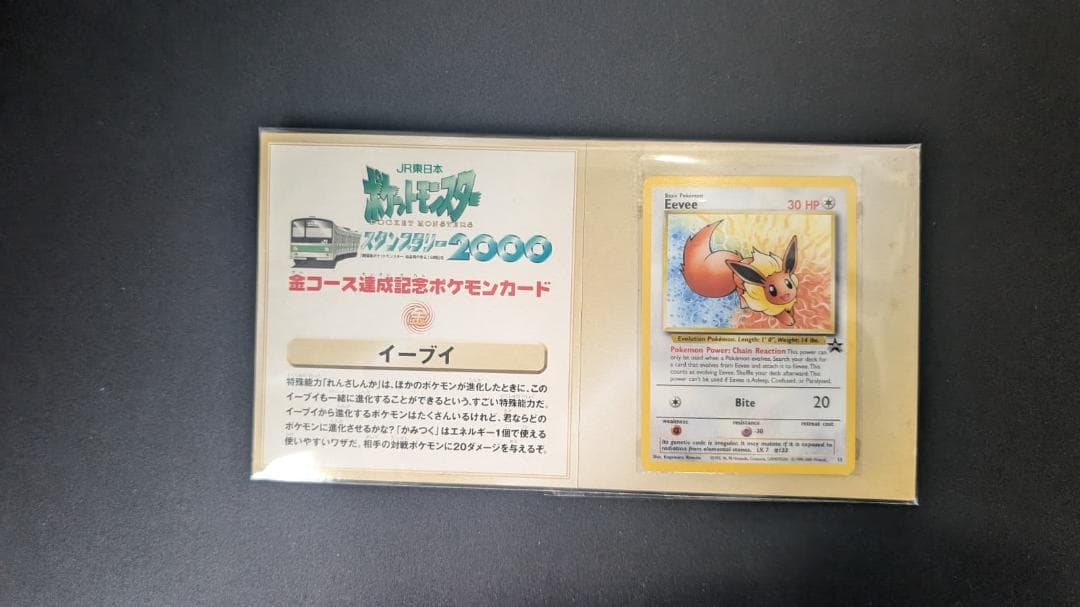 JR東日本
ポケットモンスター
POCKET MONSTERS
スタンプラリー2000
金コース達成記念ポケモンカード
金
イーブイ
特殊能力「れんさしんか」は、ほかのポケモンが進化したときに、この
イーブイも一緒に進化することができるという、すごい特殊能力だ。
イーブイから進化するポケモンはたくさんいるけれど、君ならどの
ポケモンに進化させるかな?「かみつく」はエネルギー1個で使える
使いやすいワザだ。相手の対戦ポケモンに20ダメージを与えるぞ。
Basic Pokémon
Eevee 30 HP
Evolution Pokémon. Length: 1' 0", Weight: 14 lbs.
Pokémon Power: Chain Reaction This power can
only be used when a Pokémon evolves. Search your deck for
a card that evolves from Eevee and attach it to Eevee. This
counts as evolving Eevee. Shuffle your deck afterward. This
power can't be used if Eevee is Asleep, Confused, or Paralyzed.
Bite 20
weakness resistance retreat cost
-30
Its genetic code is irregular. It may mutate if it is exposed to
radiation from elemental stones. LV. 7 #133
Illus. Kagemaru Himeno